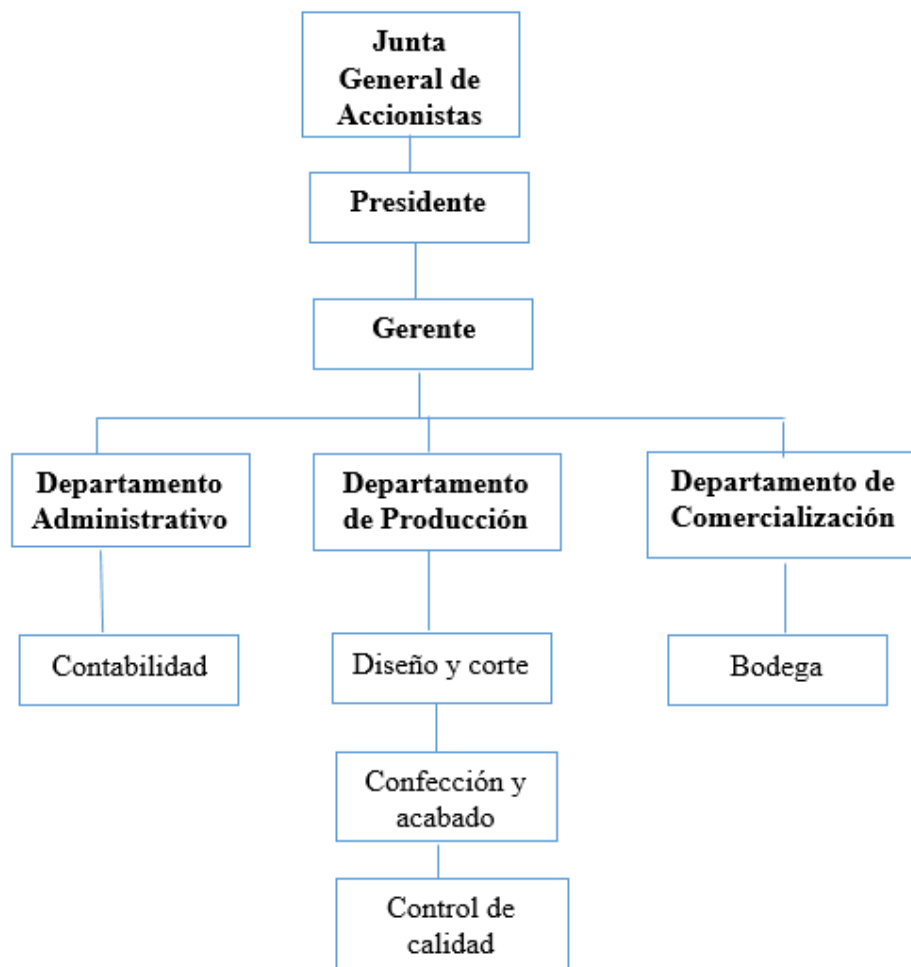 Junta
General de
Accionistas
Presidente
Gerente
Departamento
Administrativo
Departamento
de Producción
Departamento de
Comercialización
Contabilidad
Diseño y corte
Bodega
Confección y
acabado
Control de
calidad